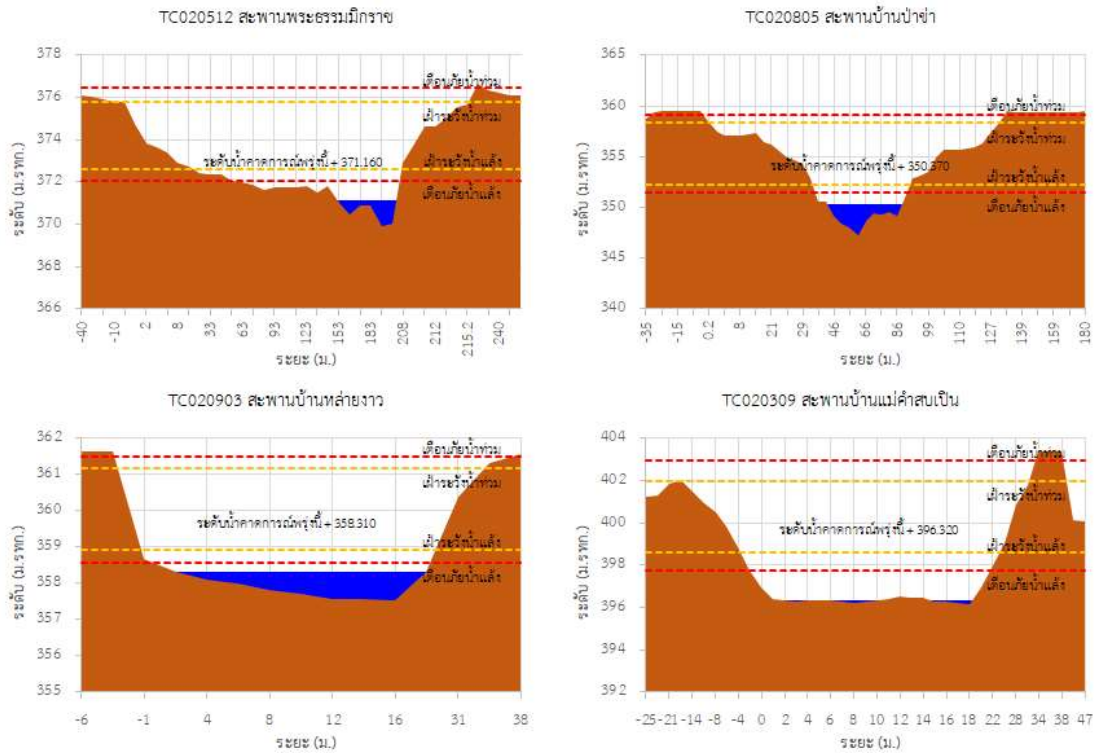 TC020512 สะพานพระธรรมมิกราช
378
376
374
372
370
368
366
ระดับ (ม.รทก.)
เตือนภัยน้ำท่วม
เฝ้าระวังน้ำท่วม
ระดับน้ำคาดการณ์พรุ่งนี้ + 371.160
เฝ้าระวังน้ำแล้ง
เตือนภัยน้ำแล้ง
-40 -10 2 8 33 63 93 123 153 183 208 212 215.2 240
ระยะ (ม.)
TC020805 สะพานบ้านป่าข่า
365
360
355
350
345
340
ระดับ (ม.รทก.)
เตือนภัยน้ำท่วม
เฝ้าระวังน้ำท่วม
ระดับน้ำคาดการณ์พรุ่งนี้ + 350.370
เฝ้าระวังน้ำแล้ง
เตือนภัยน้ำแล้ง
-35 -15 0.2 8 21 29 46 66 86 99 110 127 139 159 180
ระยะ (ม.)
TC020903 สะพานบ้านหล่ายงาว
362
361
360
359
358
357
356
355
ระดับ (ม.รทก.)
เตือนภัยน้ำท่วม
เฝ้าระวังน้ำท่วม
ระดับน้ำคาดการณ์พรุ่งนี้ + 358.310
เฝ้าระวังน้ำแล้ง
เตือนภัยน้ำแล้ง
-6 -1 4 8 12 16 31 38
ระยะ (ม.)
TC020309 สะพานบ้านแม่คำสบเปิน
404
402
400
398
396
394
392
ระดับ (ม.รทก.)
เตือนภัยน้ำท่วม
เฝ้าระวังน้ำท่วม
ระดับน้ำคาดการณ์พรุ่งนี้ + 396.320
เฝ้าระวังน้ำแล้ง
เตือนภัยน้ำแล้ง
-25 -21 -14 -8 -4 0 2 4 6 8 10 12 16 18 22 28 34 38 47
ระยะ (ม.)